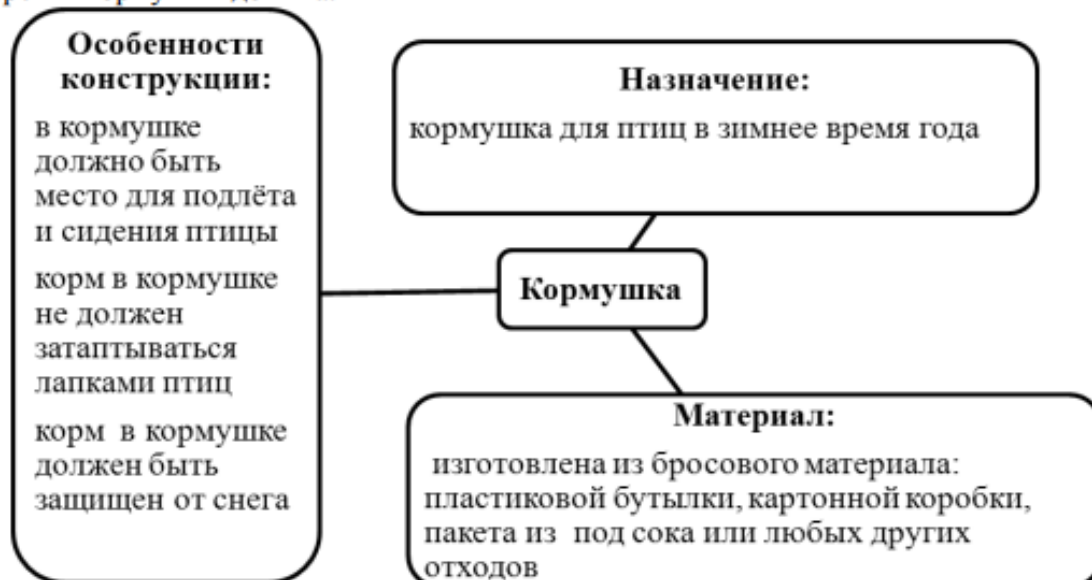 Особенности
конструкции:
в кормушке
должно быть
место для подлёта
и сидения птицы
корм в кормушке
не должен
затаптываться
лапками птиц
корм в кормушке
должен быть
защищен от снега
Назначение:
кормушка для птиц в зимнее время года
Кормушка
Материал:
изготовлена из бросового материала:
пластиковой бутылки, картонной коробки,
пакета из под сока или любых других
отходов